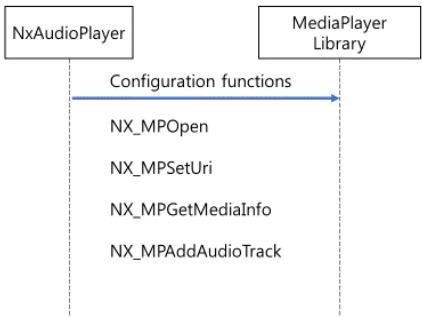 NxAudioPlayer
MediaPlayer
Library
Configuration functions
NX_MPOpen
NX_MPSetUri
NX_MPGetMediaInfo
NX_MPAddAudioTrack